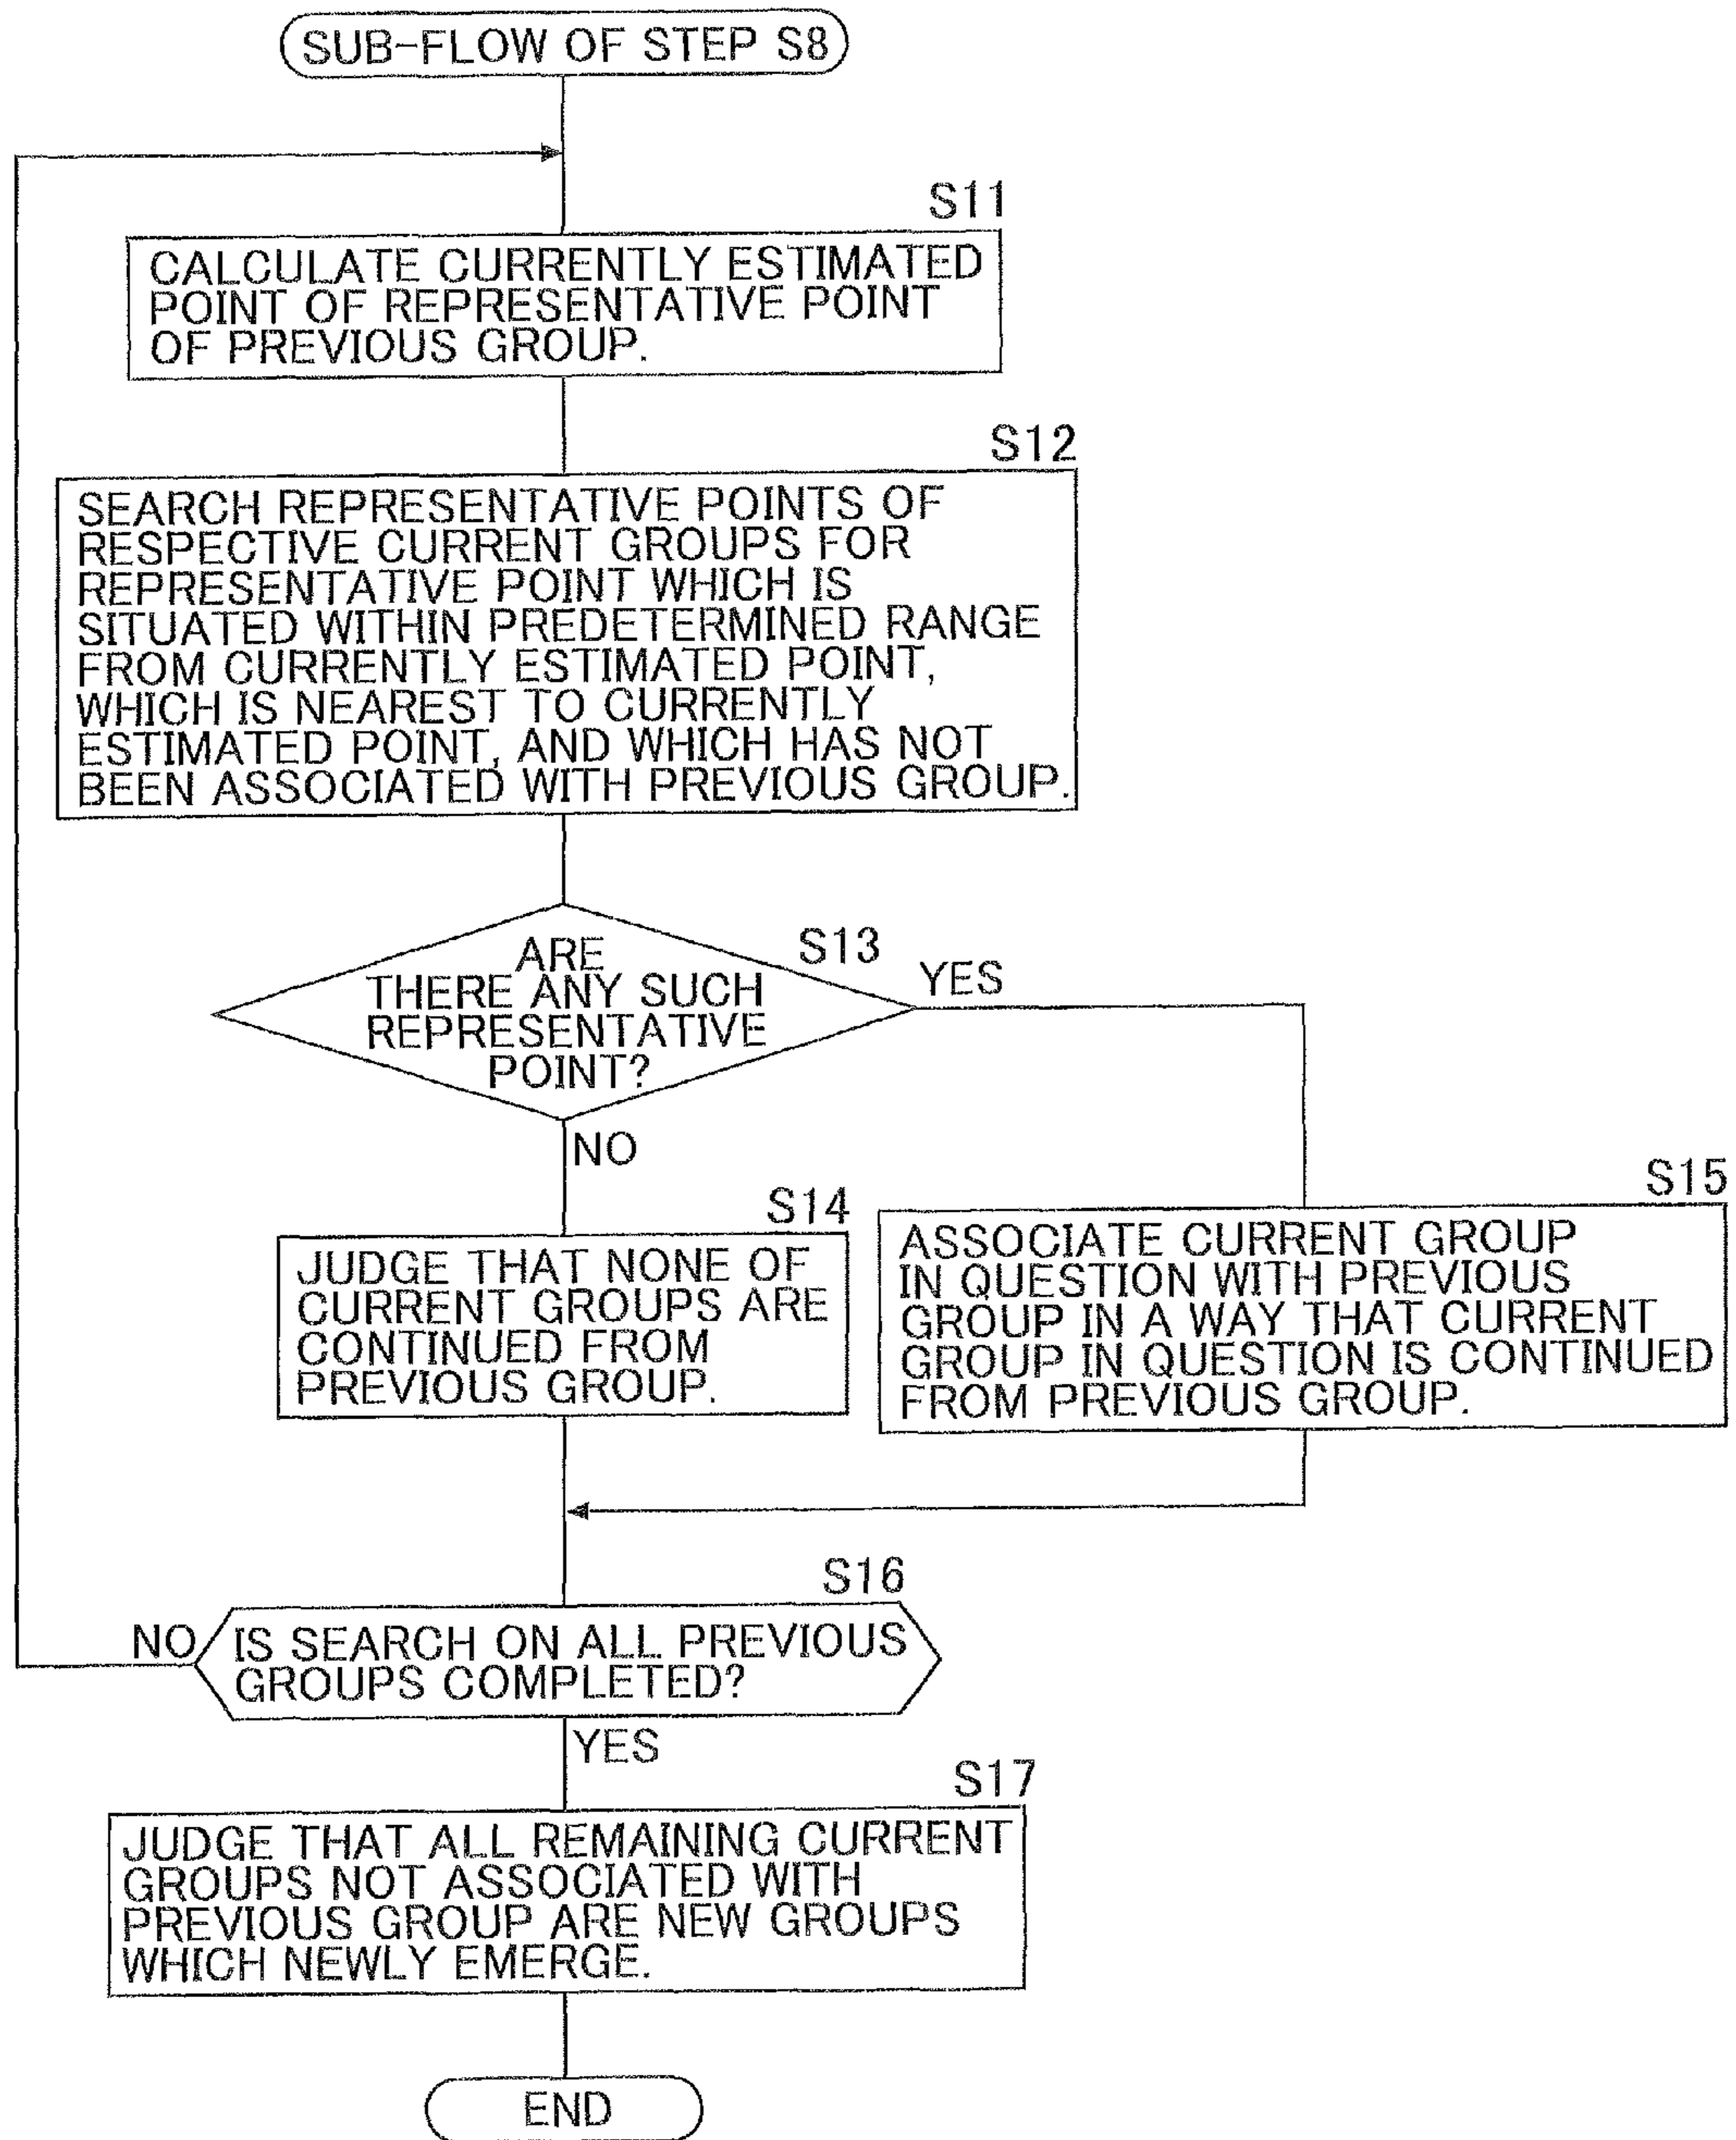 SUB-FLOW OF STEP S8
S11
CALCULATE CURRENTLY ESTIMATED
POINT OF REPRESENTATIVE POINT
OF PREVIOUS GROUP.
S12
SEARCH REPRESENTATIVE POINTS OF
RESPECTIVE CURRENT GROUPS FOR
REPRESENTATIVE POINT WHICH IS
SITUATED WITHIN PREDETERMINED RANGE
FROM CURRENTLY ESTIMATED POINT,
WHICH IS NEAREST TO CURRENTLY
ESTIMATED POINT, AND WHICH HAS NOT
BEEN ASSOCIATED WITH PREVIOUS GROUP.
S13
ARE
THERE ANY SUCH
REPRESENTATIVE
POINT?
YES
NO
S14
JUDGE THAT NONE OF
CURRENT GROUPS ARE
CONTINUED FROM
PREVIOUS GROUP.
S15
ASSOCIATE CURRENT GROUP
IN QUESTION WITH PREVIOUS
GROUP IN A WAY THAT CURRENT
GROUP IN QUESTION IS CONTINUED
FROM PREVIOUS GROUP.
S16
NO
IS SEARCH ON ALL PREVIOUS
GROUPS COMPLETED?
YES
S17
JUDGE THAT ALL REMAINING CURRENT
GROUPS NOT ASSOCIATED WITH
PREVIOUS GROUP ARE NEW GROUPS
WHICH NEWLY EMERGE.
END